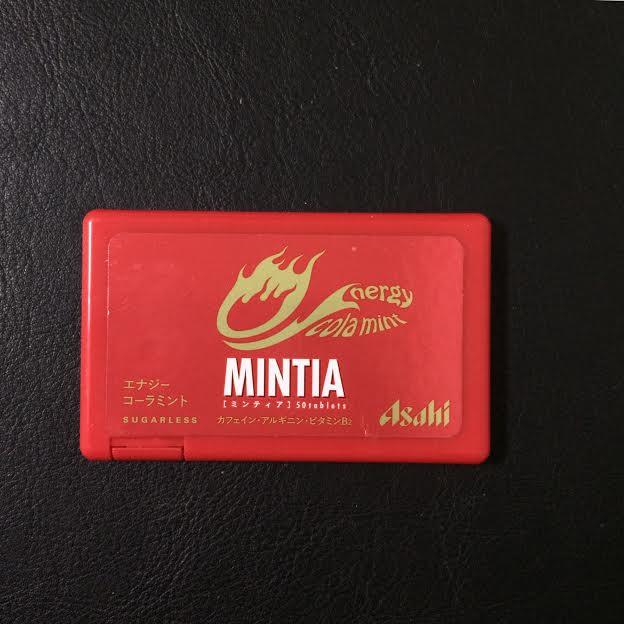 energy
cola mint
MINTIA
[ミンティア] 50tablets
エナジー
コーラミント
SUGARLESS
カフェイン・アルギニン・ビタミンB2
Asahi